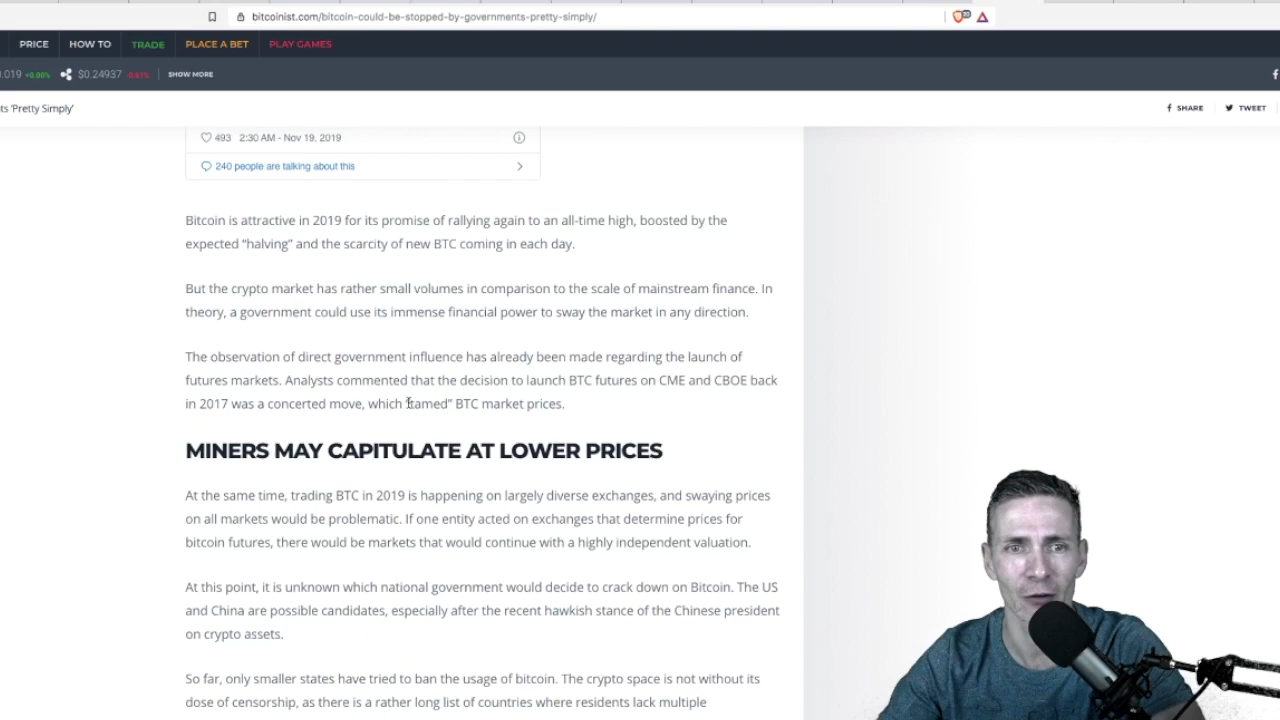 bitcoinist.com/bitcoin-could-be-stopped-by-governments-pretty-simply/
PRICE HOW TO TRADE PLACE A BET PLAY GAMES
0.019 +0.00% $0.24937 -0.61% SHOW MORE
ts 'Pretty Simply' SHARE TWEET
493 2:30 AM - Nov 19, 2019
240 people are talking about this
Bitcoin is attractive in 2019 for its promise of rallying again to an all-time high, boosted by the
expected “halving” and the scarcity of new BTC coming in each day.
But the crypto market has rather small volumes in comparison to the scale of mainstream finance. In
theory, a government could use its immense financial power to sway the market in any direction.
The observation of direct government influence has already been made regarding the launch of
futures markets. Analysts commented that the decision to launch BTC futures on CME and CBOE back
in 2017 was a concerted move, which “tamed” BTC market prices.
MINERS MAY CAPITULATE AT LOWER PRICES
At the same time, trading BTC in 2019 is happening on largely diverse exchanges, and swaying prices
on all markets would be problematic. If one entity acted on exchanges that determine prices for
bitcoin futures, there would be markets that would continue with a highly independent valuation.
At this point, it is unknown which national government would decide to crack down on Bitcoin. The US
and China are possible candidates, especially after the recent hawkish stance of the Chinese president
on crypto assets.
So far, only smaller states have tried to ban the usage of bitcoin. The crypto space is not without its
dose of censorship, as there is a rather long list of countries where residents lack multiple